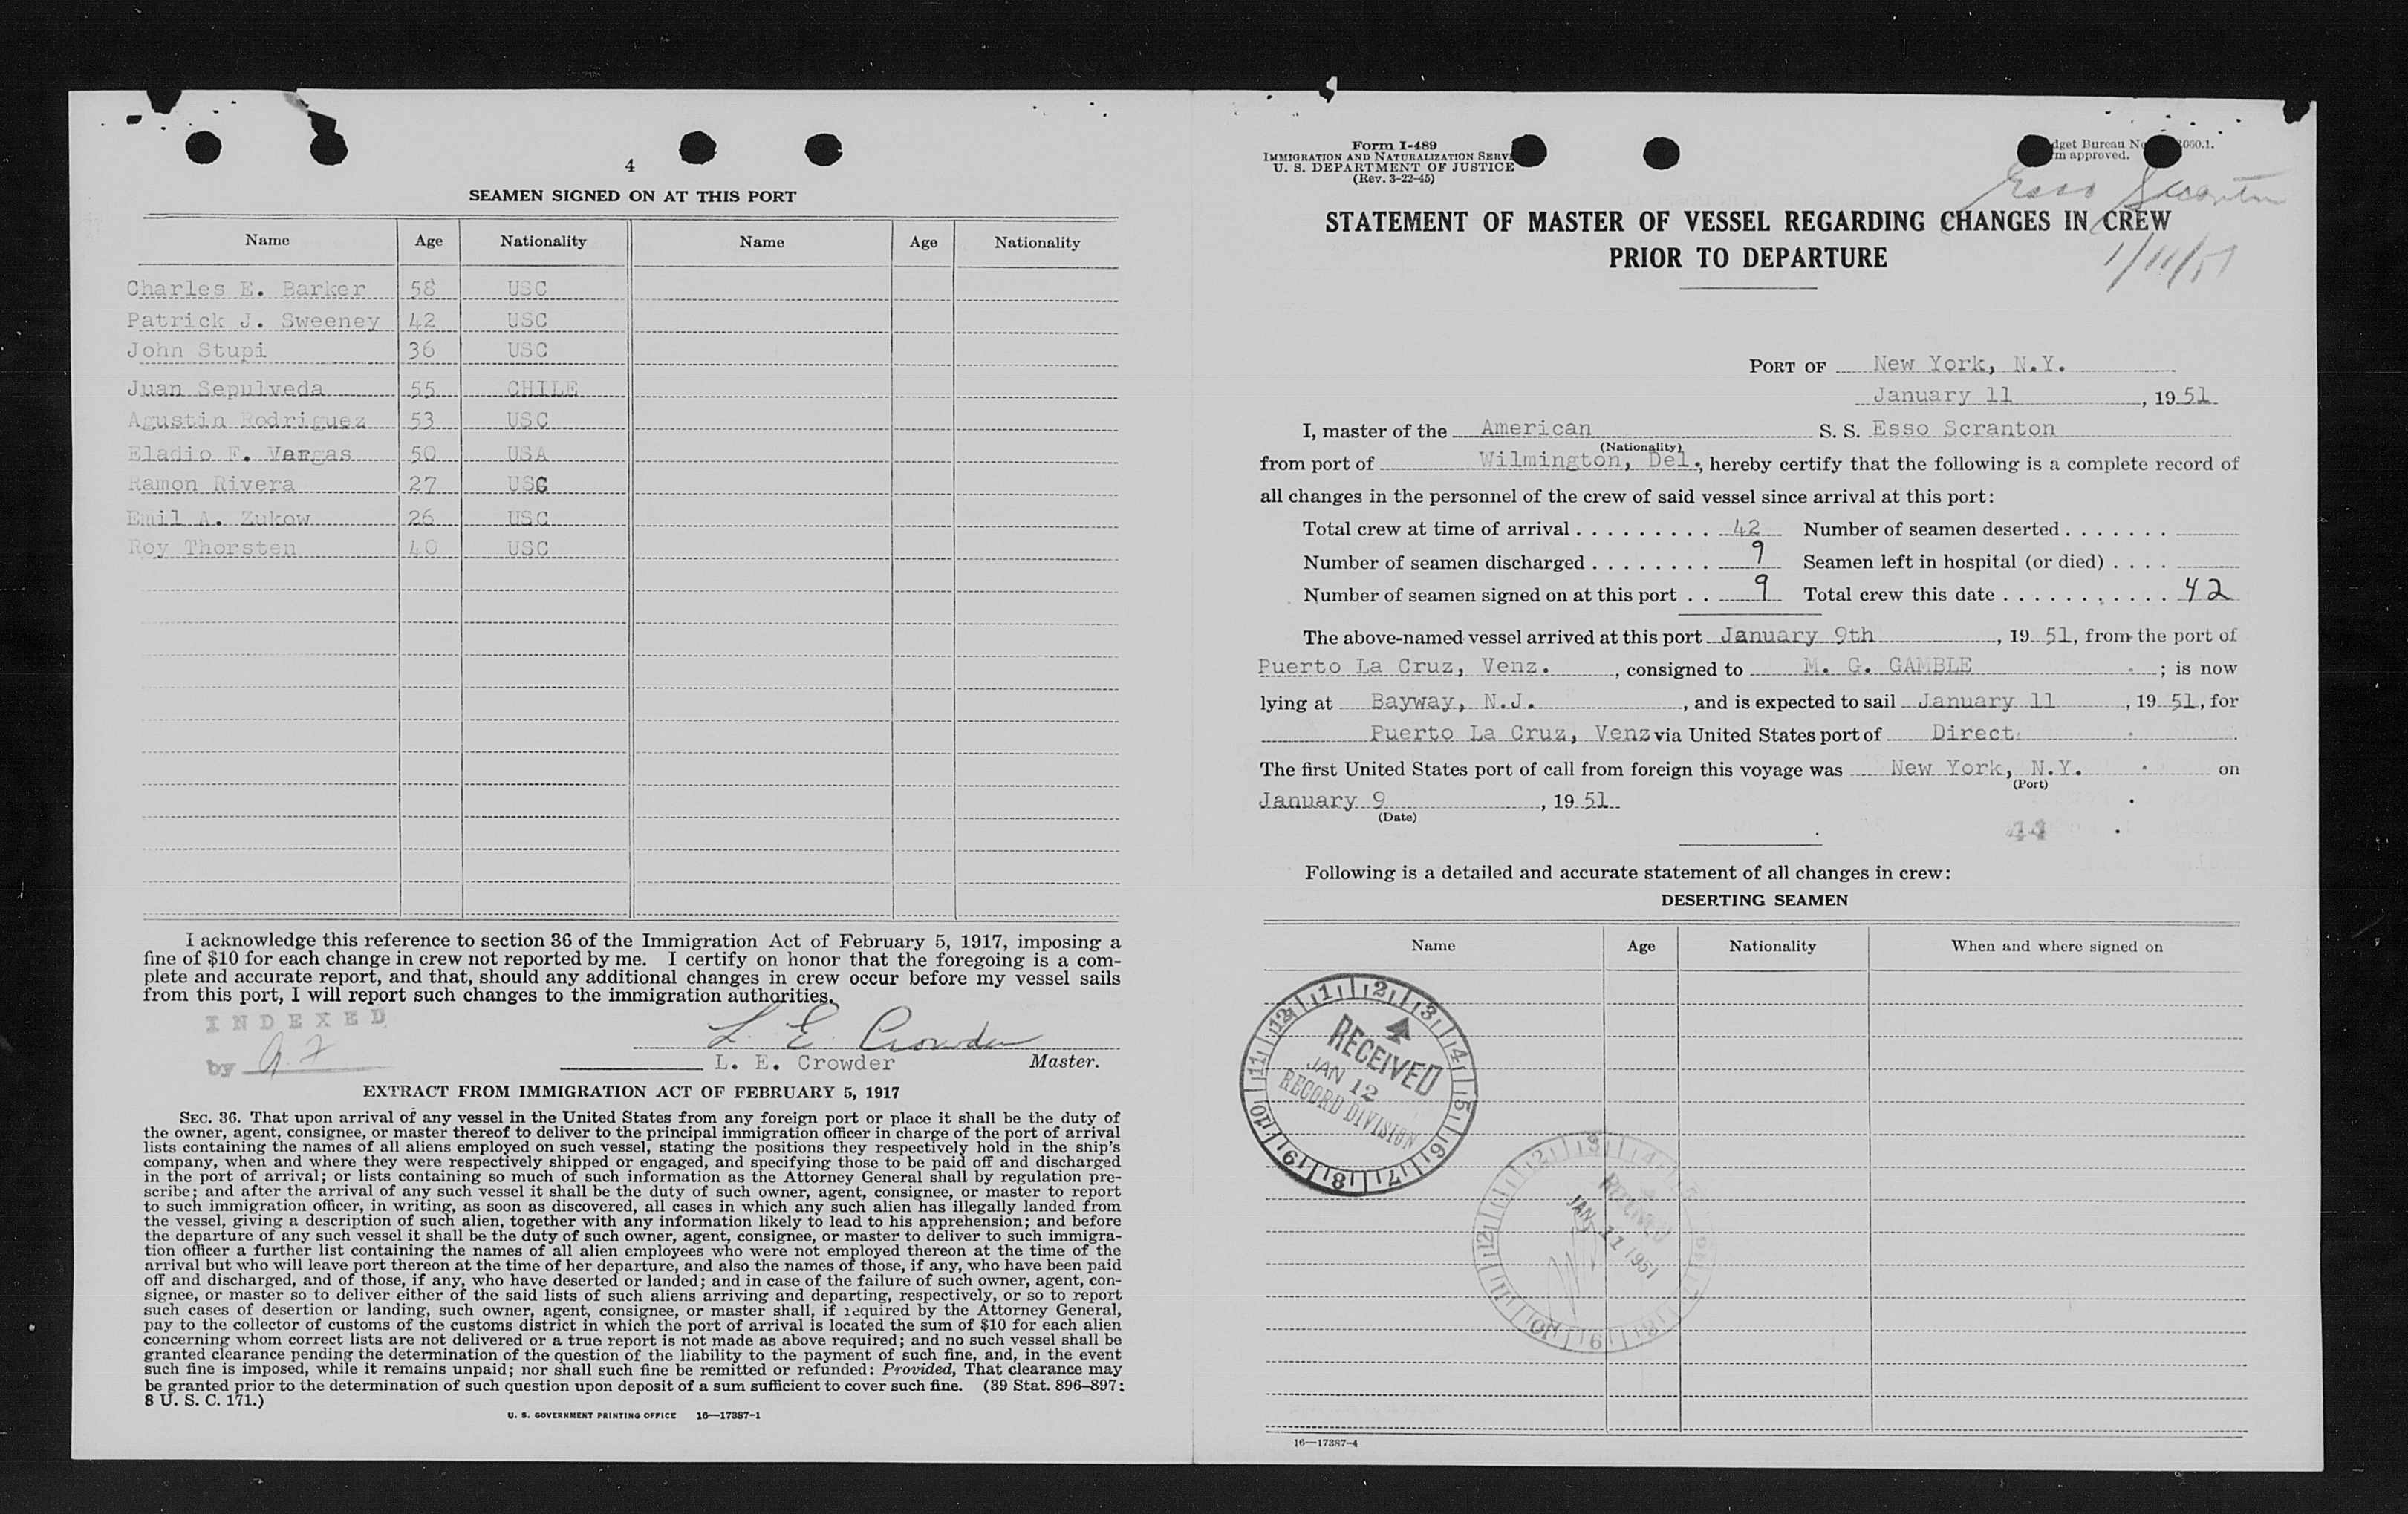 4
SEAMEN SIGNED ON AT THIS PORT
Name Age Nationality Name Age Nationality
Charles E. Barker 58 USC
Patrick J. Sweeney 42 USC
John Stupi 36 USC
Juan Sepulveda 55 CHILE
Agustin Rodriguez 53 USC
Eladio F. Vargas 50 USA
Ramon Rivera 27 USC
Emil A. Zukow 26 USC
Roy Thorsten 40 USC
I acknowledge this reference to section 36 of the Immigration Act of February 5, 1917, imposing a
fine of $10 for each change in crew not reported by me. I certify on honor that the foregoing is a com-
plete and accurate report, and that, should any additional changes in crew occur before my vessel sails
from this port, I will report such changes to the immigration authorities.
INDEXED
L. E. Crowder
by
L. E. Crowder Master.
EXTRACT FROM IMMIGRATION ACT OF FEBRUARY 5, 1917
SEC. 36. That upon arrival of any vessel in the United States from any foreign port or place it shall be the duty of
the owner, agent, consignee, or master thereof to deliver to the principal immigration officer in charge of the port of arrival
lists containing the names of all aliens employed on such vessel, stating the positions they respectively hold in the ship's
company, when and where they were respectively shipped or engaged, and specifying those to be paid off and discharged
in the port of arrival; or lists containing so much of such information as the Attorney General shall by regulation pre-
scribe; and after the arrival of any such vessel it shall be the duty of such owner, agent, consignee, or master to report
to such immigration officer, in writing, as soon as discovered, all cases in which any such alien has illegally landed from
the vessel, giving a description of such alien, together with any information likely to lead to his apprehension; and before
the departure of any such vessel it shall be the duty of such owner, agent, consignee, or master to deliver to such immigra-
tion officer a further list containing the names of all alien employees who were not employed thereon at the time of the
arrival but who will leave port thereon at the time of her departure, and also the names of those, if any, who have been paid
off and discharged, and of those, if any, who have deserted or landed; and in case of the failure of such owner, agent, con-
signee, or master so to deliver either of the said lists of such aliens arriving and departing, respectively, or so to report
such cases of desertion or landing, such owner, agent, consignee, or master shall, if required by the Attorney General,
pay to the collector of customs of the customs district in which the port of arrival is located the sum of $10 for each alien
concerning whom correct lists are not delivered or a true report is not made as above required; and no such vessel shall be
granted clearance pending the determination of the question of the liability to the payment of such fine, and, in the event
such fine is imposed, while it remains unpaid; nor shall such fine be remitted or refunded: Provided, That clearance may
be granted prior to the determination of such question upon deposit of a sum sufficient to cover such fine. (39 Stat. 896–897;
8 U. S. C. 171.)
U. S. GOVERNMENT PRINTING OFFICE 16—17387-1
Form I-489
IMMIGRATION AND NATURALIZATION
U. S. DEPARTMENT OF JUSTICE
(Rev. 3-22-45)
Bureau
approved.
Esso Scranton
STATEMENT OF MASTER OF VESSEL REGARDING CHANGES IN CREW
PRIOR TO DEPARTURE
1/11/51
PORT OF New York, N.Y.
January 11, 1951
I, master of the American S. S. Esso Scranton
(Nationality)
from port of Wilmington, Del., hereby certify that the following is a complete record of
all changes in the personnel of the crew of said vessel since arrival at this port:
Total crew at time of arrival . . . . . . . . . 42 Number of seamen deserted . . . . . . .
Number of seamen discharged . . . . . . . . 9 Seamen left in hospital (or died) . . . .
Number of seamen signed on at this port . . 9 Total crew this date . . . . . . . . . . . 42
The above-named vessel arrived at this port January 9th, 1951, from the port of
Puerto La Cruz, Venz., consigned to M. G. GAMBLE; is now
lying at Bayway, N.J., and is expected to sail January 11, 1951, for
Puerto La Cruz, Venz via United States port of Direct.
The first United States port of call from foreign this voyage was New York, N.Y. on
(Port)
January 9, 1951
(Date)
44
Following is a detailed and accurate statement of all changes in crew:
DESERTING SEAMEN
Name Age Nationality When and where signed on
1 2 3 4 5 6 7 8 9 10 11 12
RECEIVED
JAN 12
RECORD DIVISION
RECEIVED
JAN 11 1951
16—17387-4